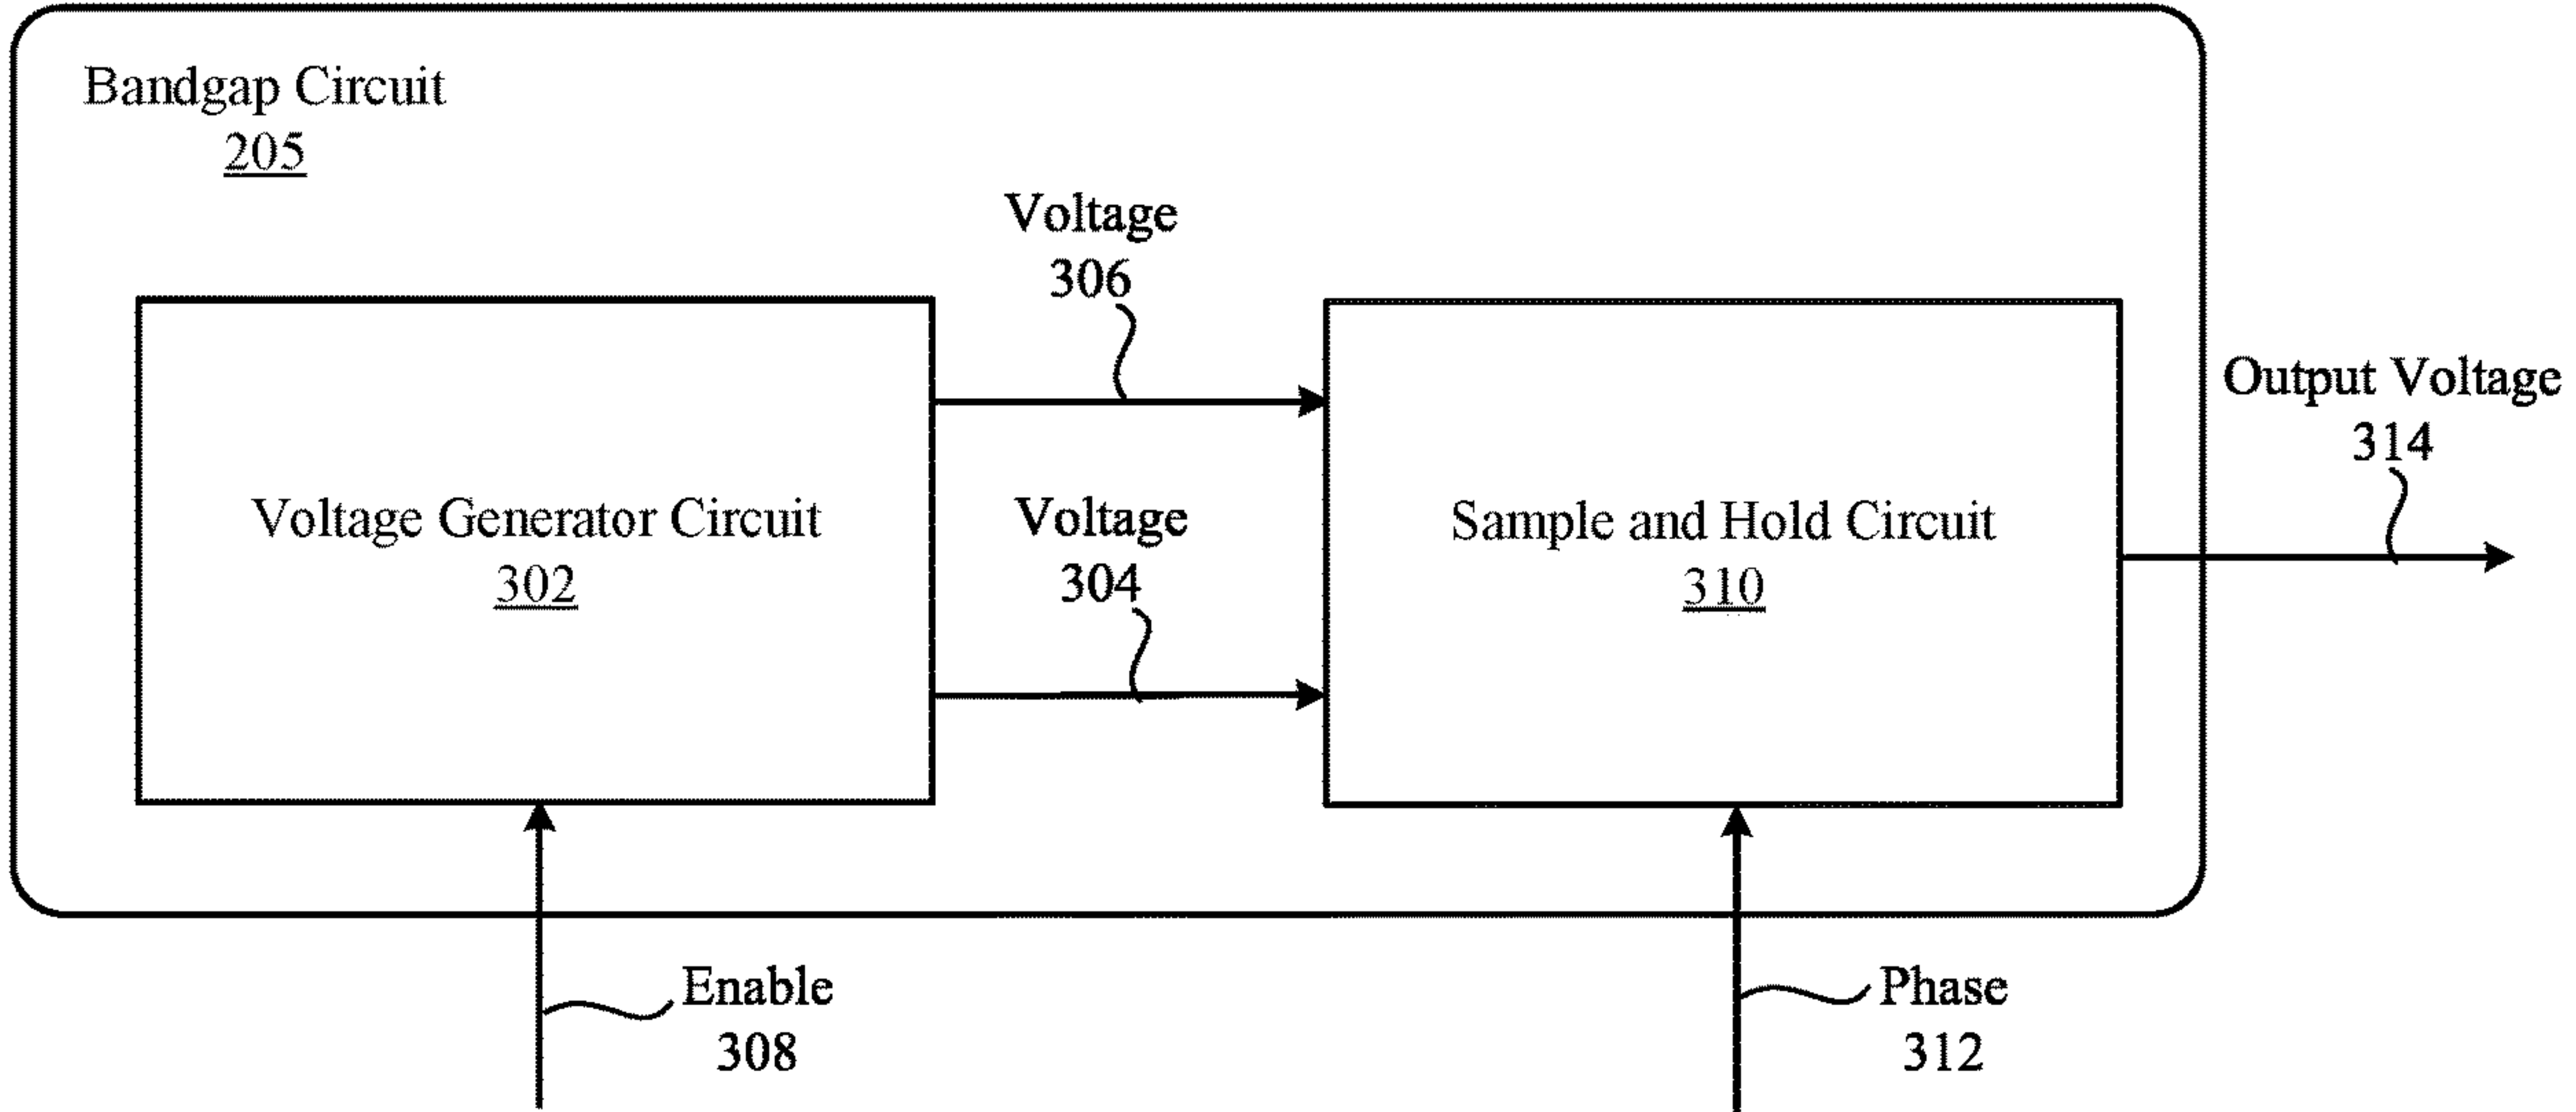 Bandgap Circuit
205
Voltage
306
Output Voltage
314
Voltage Generator Circuit
302
Voltage
304
Sample and Hold Circuit
310
Enable
308
Phase
312